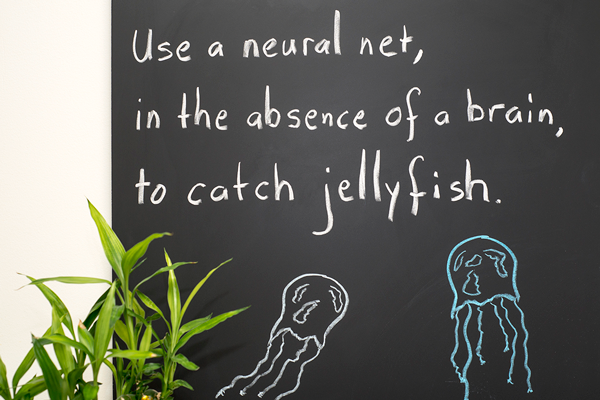 Use a neural net,
in the absence of a brain,
to catch jellyfish.